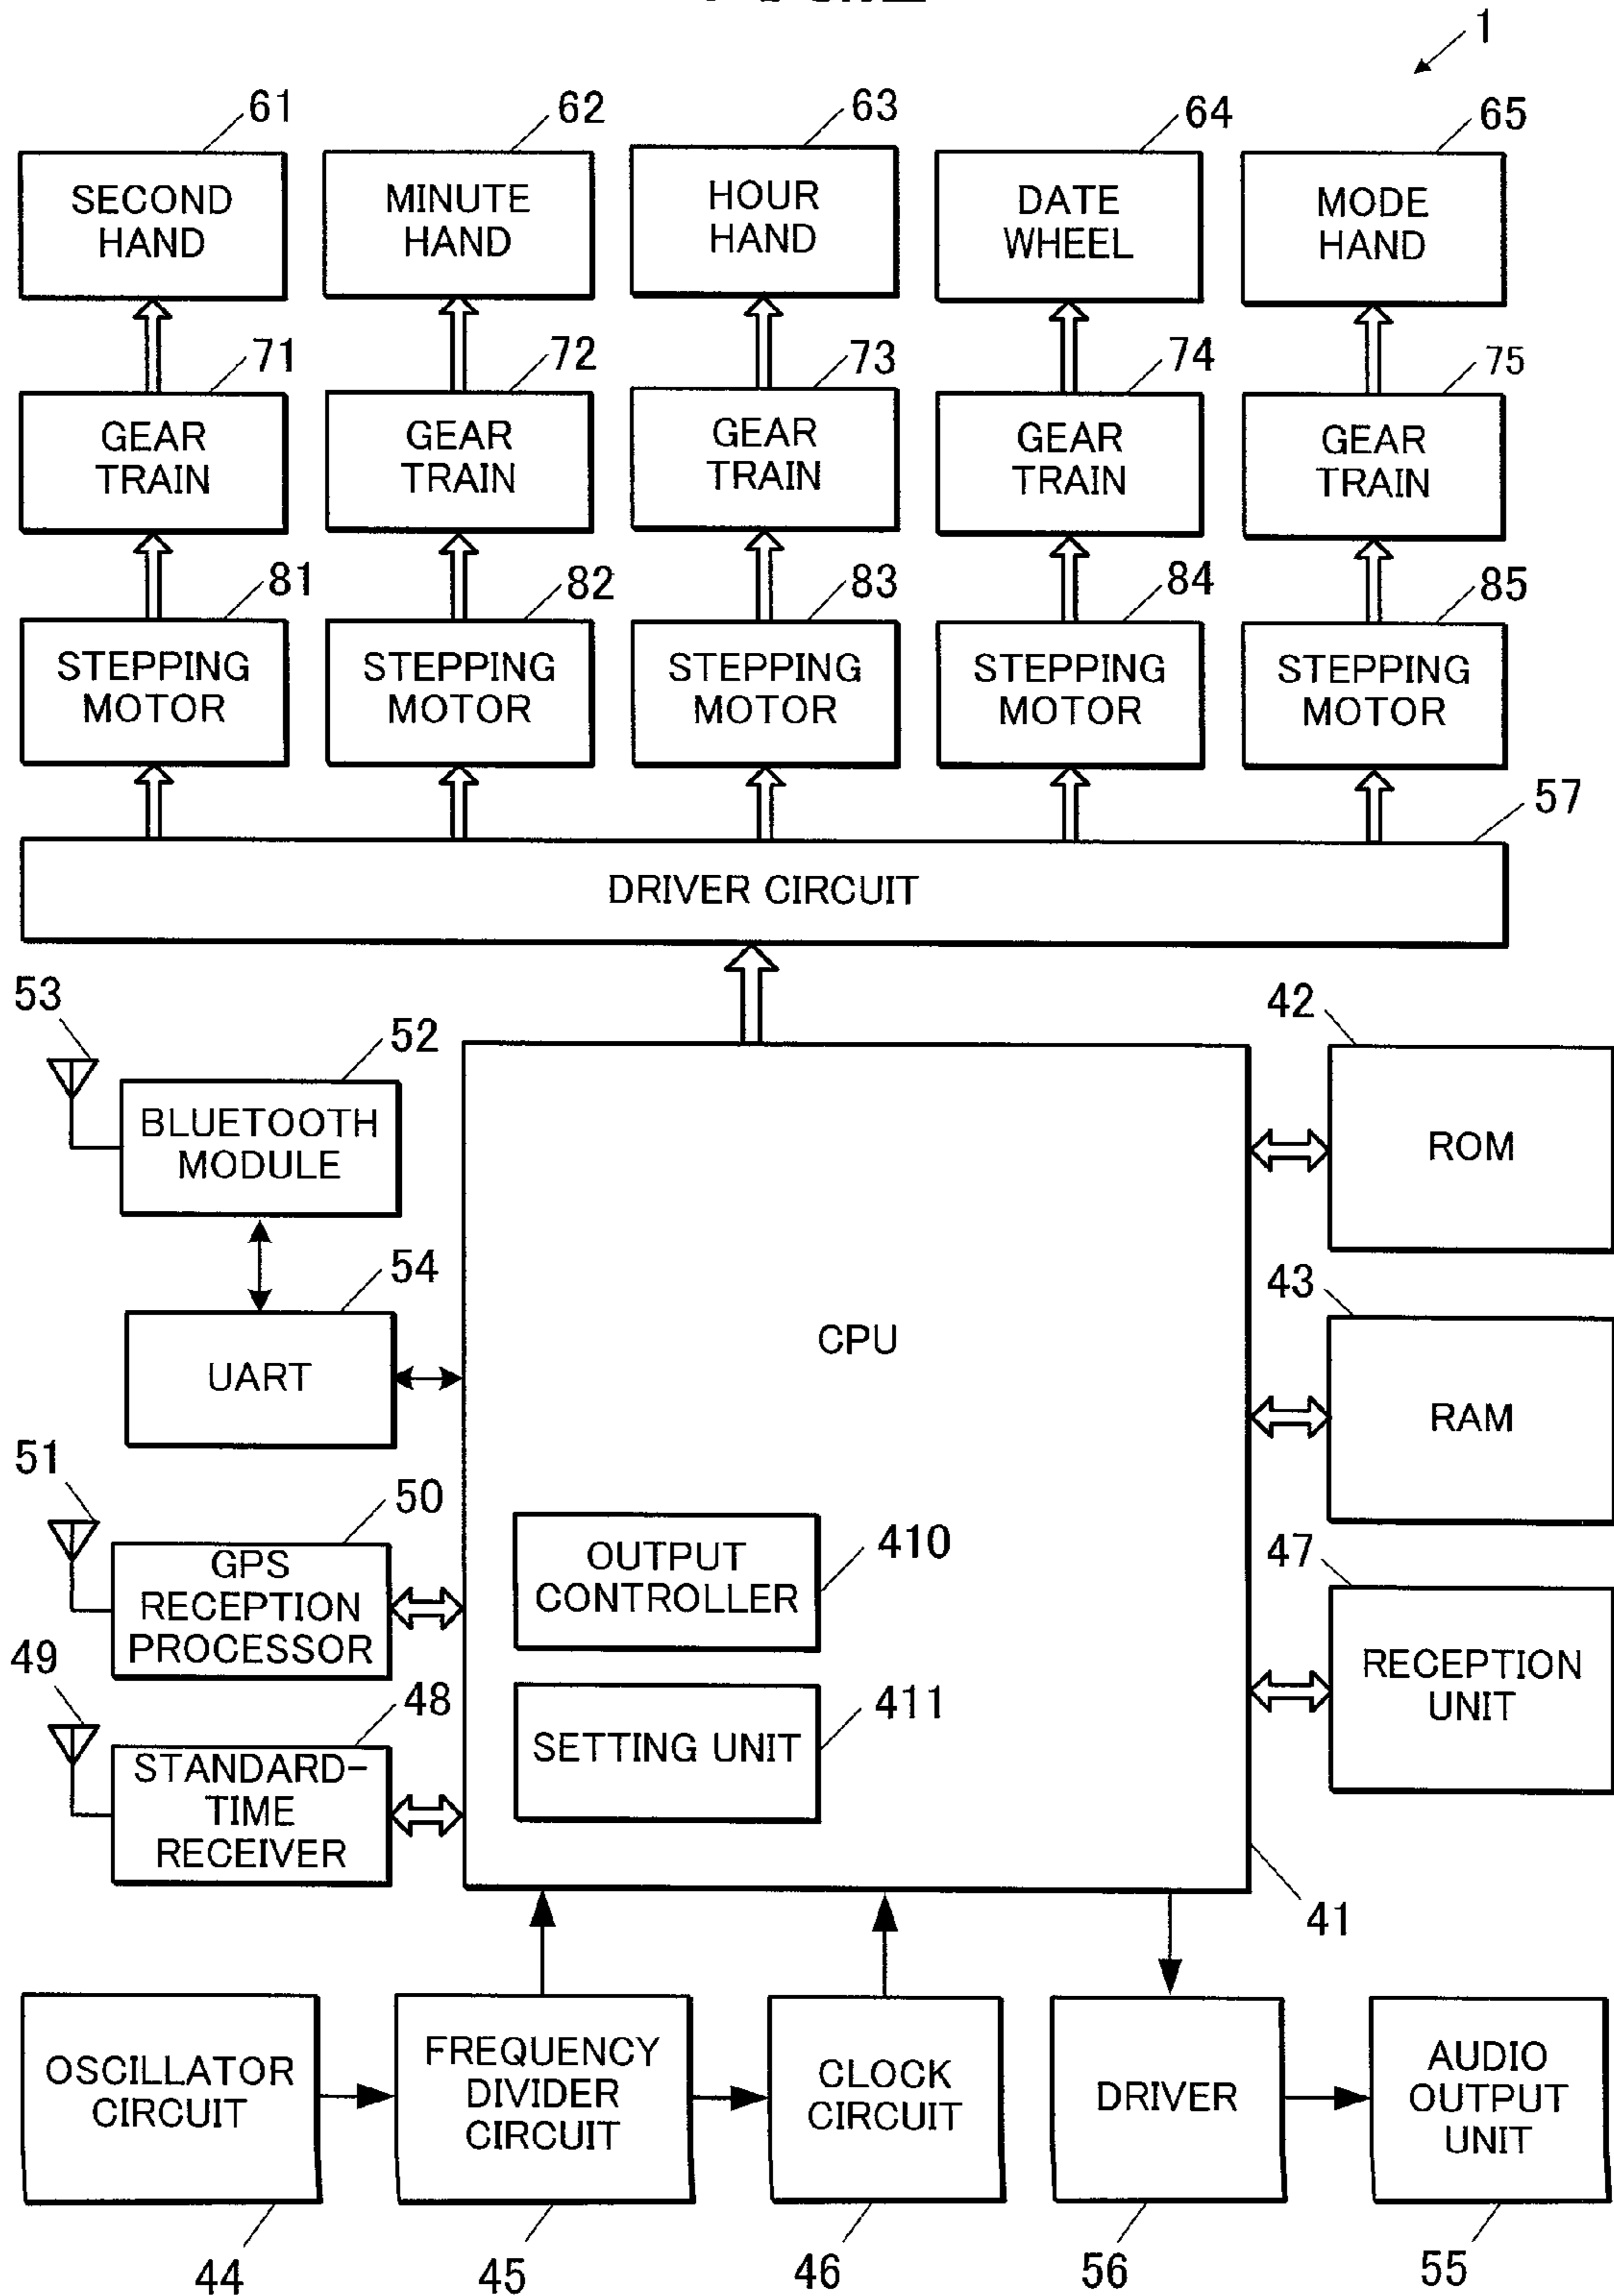 1
61
62
63
64
65
SECOND
HAND
MINUTE
HAND
HOUR
HAND
DATE
WHEEL
MODE
HAND
71
72
73
74
75
GEAR
TRAIN
GEAR
TRAIN
GEAR
TRAIN
GEAR
TRAIN
GEAR
TRAIN
81
82
83
84
85
STEPPING
MOTOR
STEPPING
MOTOR
STEPPING
MOTOR
STEPPING
MOTOR
STEPPING
MOTOR
57
DRIVER CIRCUIT
53
52
42
BLUETOOTH
MODULE
ROM
54
43
UART
CPU
RAM
51
50
410
47
GPS
RECEPTION
PROCESSOR
OUTPUT
CONTROLLER
RECEPTION
UNIT
49
48
411
STANDARD-
TIME
RECEIVER
SETTING UNIT
41
OSCILLATOR
CIRCUIT
FREQUENCY
DIVIDER
CIRCUIT
CLOCK
CIRCUIT
DRIVER
AUDIO
OUTPUT
UNIT
44
45
46
56
55